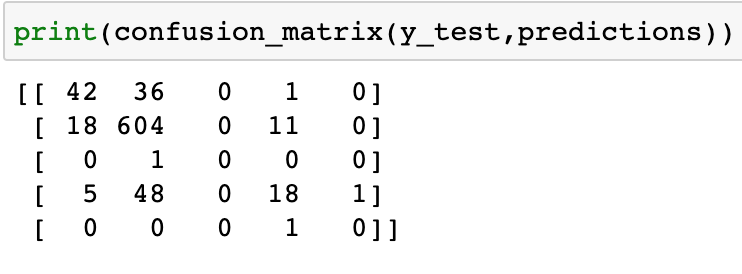 print(confusion_matrix(y_test,predictions))
[[ 42  36   0   1   0]
 [ 18 604   0  11   0]
 [  0   1   0   0   0]
 [  5  48   0  18   1]
 [  0   0   0   1   0]]